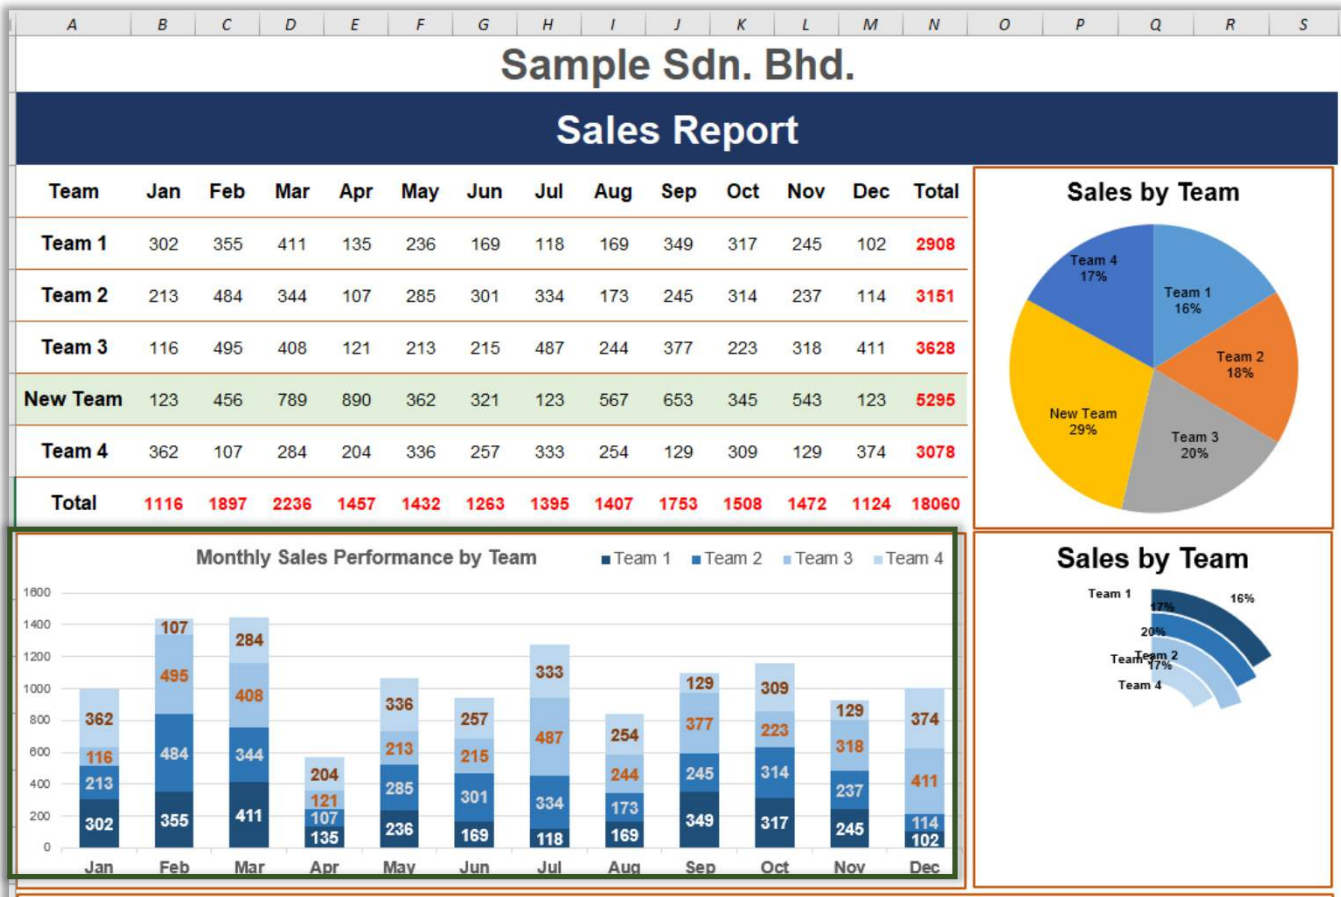 A B C D E F G H I J K L M N O P Q R S
Sample Sdn. Bhd.
Sales Report
Team Jan Feb Mar Apr May Jun Jul Aug Sep Oct Nov Dec Total
Team 1 302 355 411 135 236 169 118 169 349 317 245 102 2908
Team 2 213 484 344 107 285 301 334 173 245 314 237 114 3151
Team 3 116 495 408 121 213 215 487 244 377 223 318 411 3628
New Team 123 456 789 890 362 321 123 567 653 345 543 123 5295
Team 4 362 107 284 204 336 257 333 254 129 309 129 374 3078
Total 1116 1897 2236 1457 1432 1263 1395 1407 1753 1508 1472 1124 18060
Sales by Team
Team 4
17%
Team 1
16%
Team 2
18%
New Team
29%
Team 3
20%
Monthly Sales Performance by Team
Team 1 Team 2 Team 3 Team 4
1600
1400
1200
1000
800
600
400
200
0
362 107 284 204 336 257 333 254 129 309 129 374
116 495 408 121 213 215 487 244 377 223 318 411
213 484 344 107 285 301 334 173 245 314 237 114
302 355 411 135 236 169 118 169 349 317 245 102
Jan Feb Mar Apr May Jun Jul Aug Sep Oct Nov Dec
Sales by Team
Team 1 16%
17%
20%
Team 2
Team
17%
Team 4